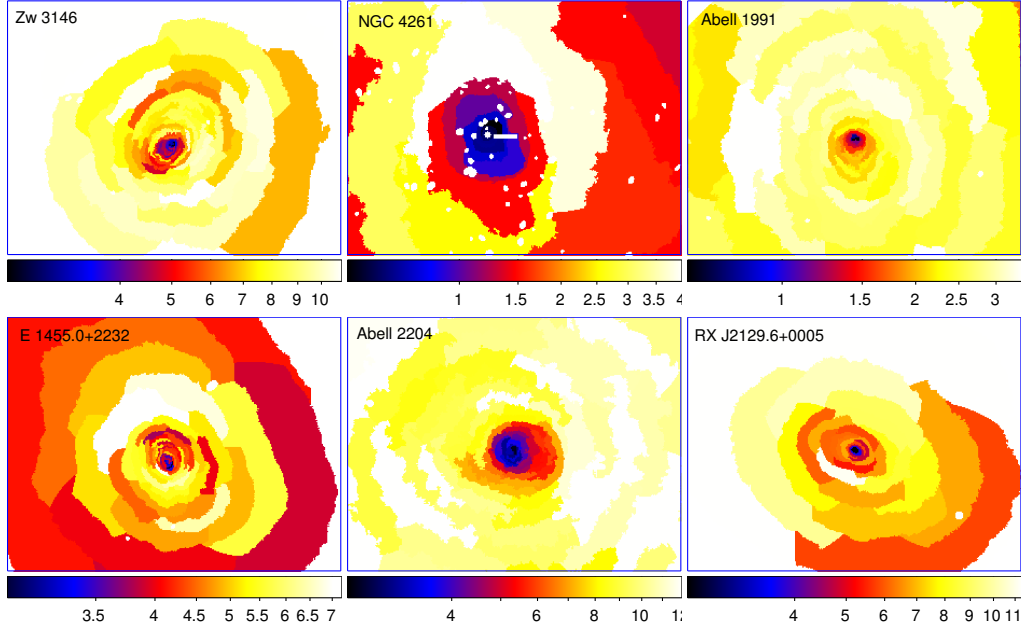 Zw 3146
NGC 4261
Abell 1991
4 5 6 7 8 9 10
1 1.5 2 2.5 3 3.5 4
1 1.5 2 2.5 3
E 1455.0+2232
Abell 2204
RX J2129.6+0005
3.5 4 4.5 5 5.5 6 6.5 7
4 6 8 10
4 5 6 7 8 9 10 11